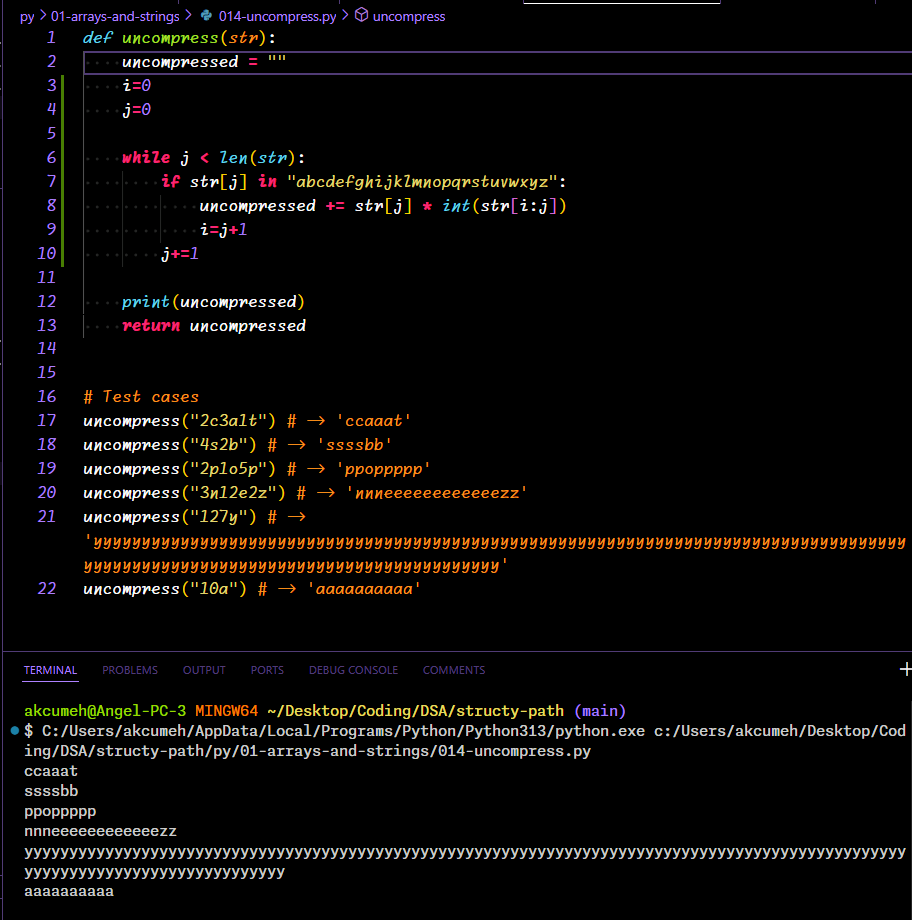 py > 01-arrays-and-strings > 014-uncompress.py > uncompress
1 def uncompress(str):
2 uncompressed = ""
3 i=0
4 j=0
5
6 while j < len(str):
7 if str[j] in "abcdefghijklmnopqrstuvwxyz":
8 uncompressed += str[j] * int(str[i:j])
9 i=j+1
10 j+=1
11
12 print(uncompressed)
13 return uncompressed
14
15
16 # Test cases
17 uncompress("2c3a1t") # -> 'ccaaat'
18 uncompress("4s2b") # -> 'ssssbb'
19 uncompress("2p1o5p") # -> 'ppoppppp'
20 uncompress("3n12e2z") # -> 'nnneeeeeeeeeeeezz'
21 uncompress("127y") # ->
'yyyyyyyyyyyyyyyyyyyyyyyyyyyyyyyyyyyyyyyyyyyyyyyyyyyyyyyyyyyyyyyyyyyyyyyyyyyyyyyyyyyy
yyyyyyyyyyyyyyyyyyyyyyyyyyyyyyyyyyyyyyyyyyy'
22 uncompress("10a") # -> 'aaaaaaaaaa'
TERMINAL PROBLEMS OUTPUT PORTS DEBUG CONSOLE COMMENTS
akcumeh@Angel-PC-3 MINGW64 ~/Desktop/Coding/DSA/structy-path (main)
$ C:/Users/akcumeh/AppData/Local/Programs/Python/Python313/python.exe c:/Users/akcumeh/Desktop/Cod
ing/DSA/structy-path/py/01-arrays-and-strings/014-uncompress.py
ccaaat
ssssbb
ppoppppp
nnneeeeeeeeeeeezz
yyyyyyyyyyyyyyyyyyyyyyyyyyyyyyyyyyyyyyyyyyyyyyyyyyyyyyyyyyyyyyyyyyyyyyyyyyyyyyyyyyyyyyyyyyyyyyyyyy
yyyyyyyyyyyyyyyyyyyyyyyyyyyyy
aaaaaaaaaa